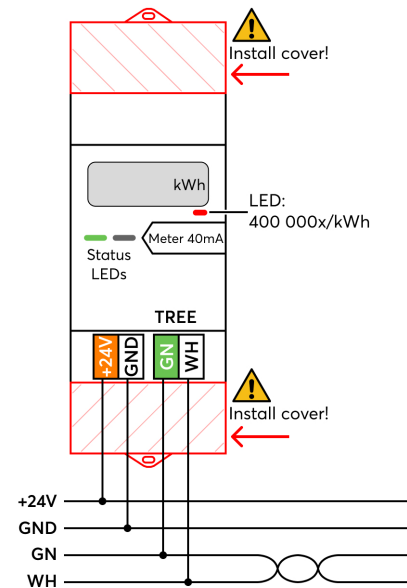 Install cover!
kWh
LED:
400 000x/kWh
Meter 40mA
Status
LEDs
TREE
+24V GND GN WH
Install cover!
+24V
GND
GN
WH